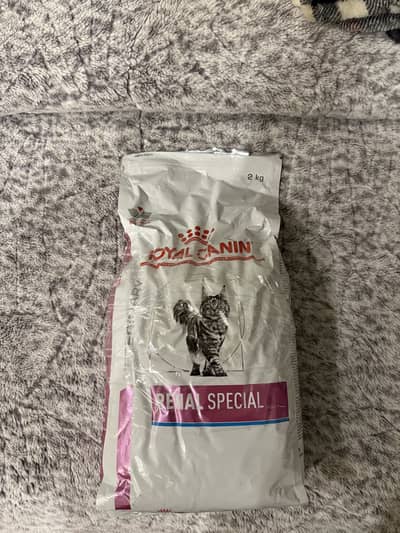 2 kg
ROYAL CANIN
RENAL SPECIAL